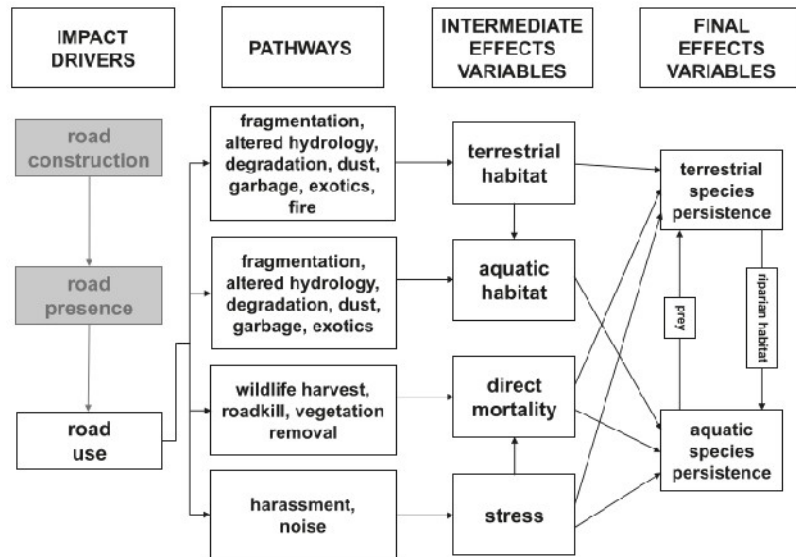 IMPACT
DRIVERS
PATHWAYS
INTERMEDIATE
EFFECTS
VARIABLES
FINAL
EFFECTS
VARIABLES
road
construction
road
presence
road
use
fragmentation,
altered hydrology,
degradation, dust,
garbage, exotics,
fire
fragmentation,
altered hydrology,
degradation, dust,
garbage, exotics
wildlife harvest,
roadkill, vegetation
removal
harassment,
noise
terrestrial
habitat
aquatic
habitat
direct
mortality
stress
terrestrial
species
persistence
prey
riparian habitat
aquatic
species
persistence